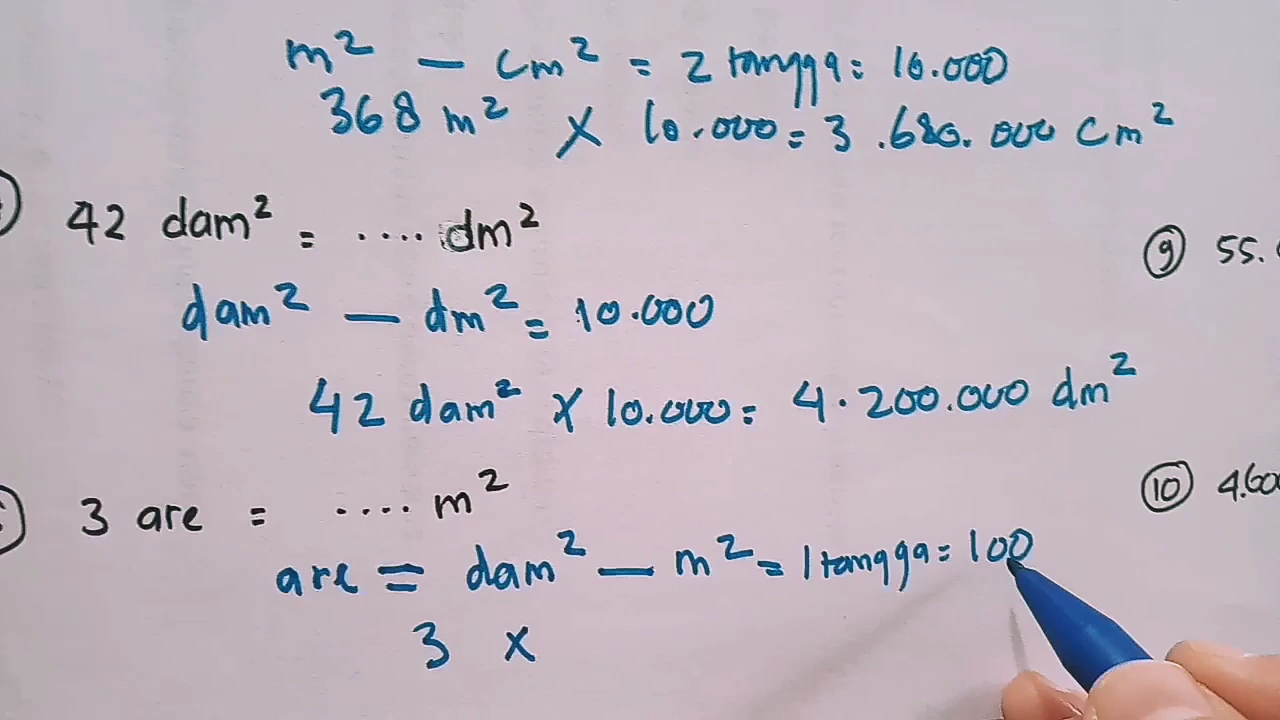 m² - cm² = 2 tangga = 10.000
368 m² × 10.000 = 3.680.000 cm²
42 dam² = .... dm²
dam² - dm² = 10.000
42 dam² × 10.000 = 4.200.000 dm²
3 are = .... m²
are = dam² - m² = 1 tangga = 100
3 ×
9 55.
10 4.60